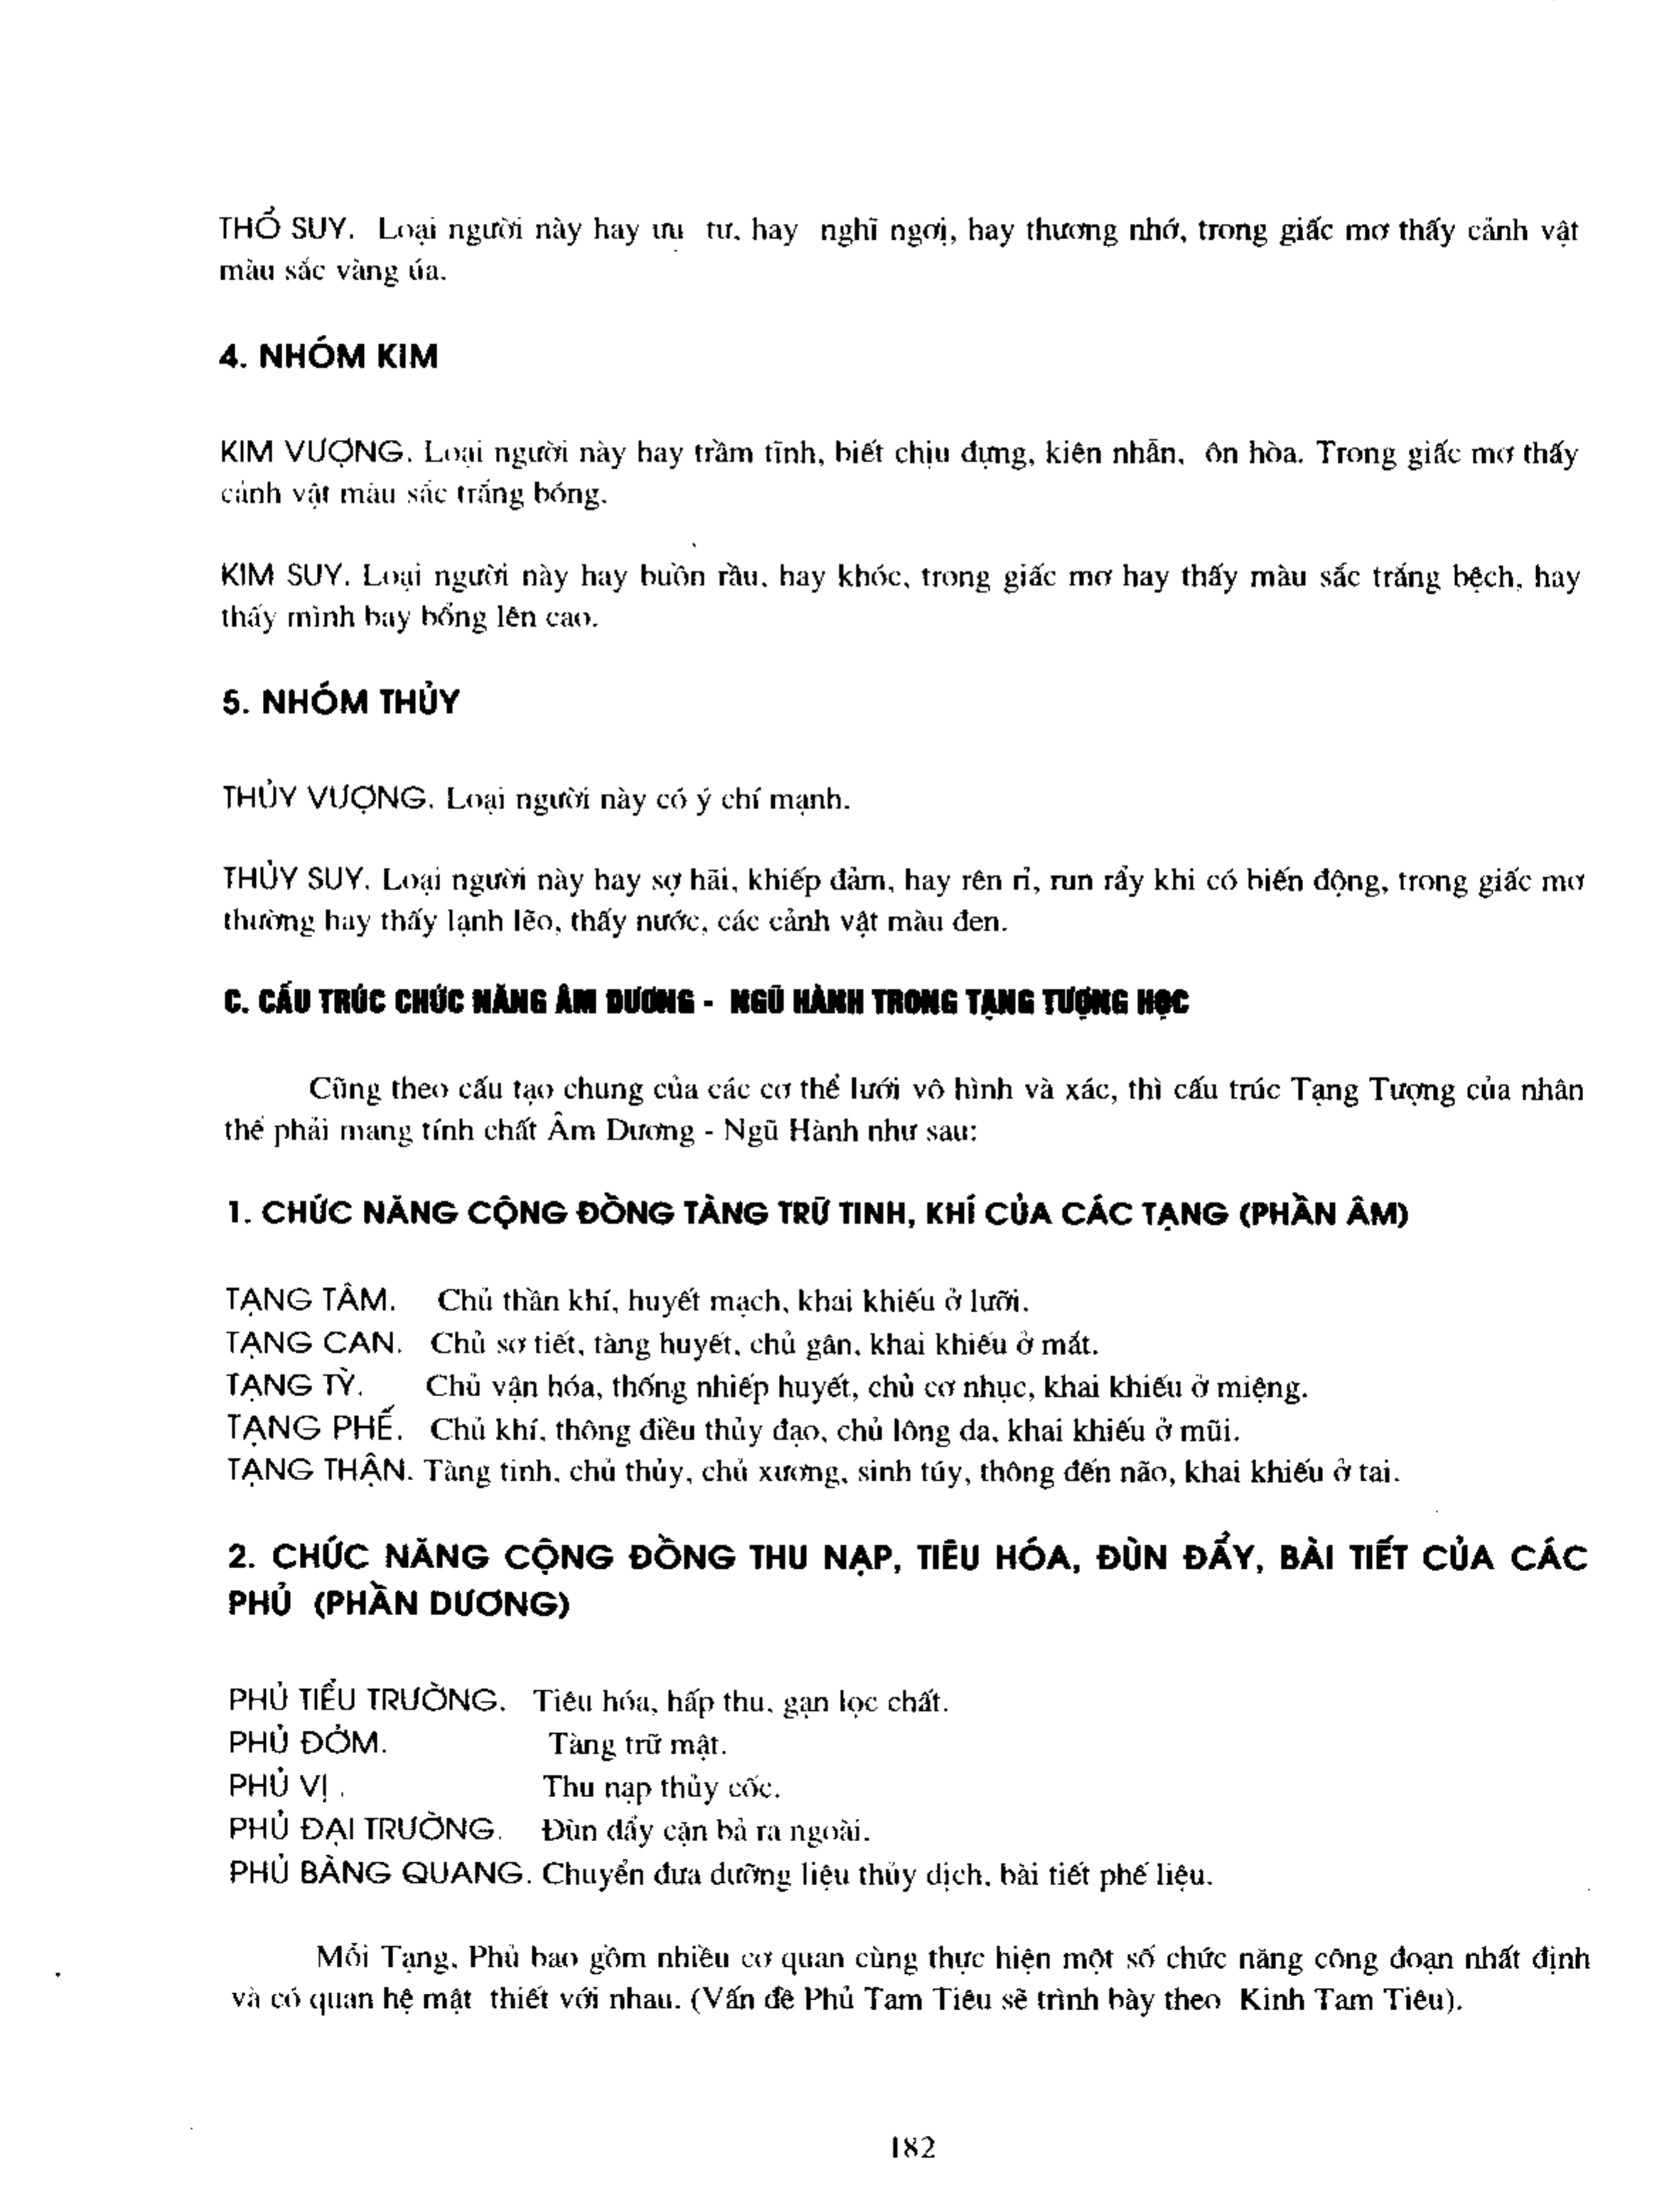 THỔ SUY. Loại người này hay ưu tư, hay nghĩ ngợi, hay thương nhớ, trong giấc mơ thấy cảnh vật
màu sắc vàng úa.
4. NHÓM KIM
KIM VƯỢNG. Loại người này hay trầm tĩnh, biết chịu đựng, kiên nhẫn, ôn hòa. Trong giấc mơ thấy
cảnh vật màu sắc trắng bóng.
KIM SUY. Loại người này hay buồn rầu, hay khóc, trong giấc mơ hay thấy màu sắc trắng bệch, hay
thấy mình bay bổng lên cao.
5. NHÓM THỦY
THỦY VƯỢNG. Loại người này có ý chí mạnh.
THỦY SUY. Loại người này hay sợ hãi, khiếp đảm, hay rên rỉ, run rẩy khi có biến động, trong giấc mơ
thường hay thấy lạnh lẽo, thấy nước, các cảnh vật màu đen.
C. CẤU TRÚC CHỨC NĂNG ÂM DƯƠNG - NGŨ HÀNH TRONG TẠNG TƯỢNG HỌC
Cũng theo cấu tạo chung của các cơ thể lưới vô hình và xác, thì cấu trúc Tạng Tượng của nhân
thể phải mang tính chất Âm Dương - Ngũ Hành như sau:
1. CHỨC NĂNG CỘNG ĐỒNG TÀNG TRỮ TINH, KHÍ CỦA CÁC TẠNG (PHẦN ÂM)
TẠNG TÂM. Chủ thần khí, huyết mạch, khai khiếu ở lưỡi.
TẠNG CAN. Chủ sơ tiết, tàng huyết, chủ gân, khai khiếu ở mắt.
TẠNG TỲ. Chủ vận hóa, thống nhiếp huyết, chủ cơ nhục, khai khiếu ở miệng.
TẠNG PHẾ. Chủ khí, thông điều thủy đạo, chủ lông da, khai khiếu ở mũi.
TẠNG THẬN. Tàng tinh, chủ thủy, chủ xương, sinh túy, thông đến não, khai khiếu ở tai.
2. CHỨC NĂNG CỘNG ĐỒNG THU NẠP, TIÊU HÓA, ĐÙN ĐẨY, BÀI TIẾT CỦA CÁC
PHỦ (PHẦN DƯƠNG)
PHỦ TIỂU TRƯỜNG. Tiêu hóa, hấp thu, gạn lọc chất.
PHỦ ĐỞM. Tàng trữ mật.
PHỦ VỊ . Thu nạp thủy cốc.
PHỦ ĐẠI TRƯỜNG. Đùn đẩy cặn bả ra ngoài.
PHỦ BÀNG QUANG. Chuyển đưa dưỡng liệu thủy dịch, bài tiết phế liệu.
Mỗi Tạng, Phủ bao gồm nhiều cơ quan cùng thực hiện một số chức năng công đoạn nhất định
và có quan hệ mật thiết với nhau. (Vấn đề Phủ Tam Tiêu sẽ trình bày theo Kinh Tam Tiêu).
182